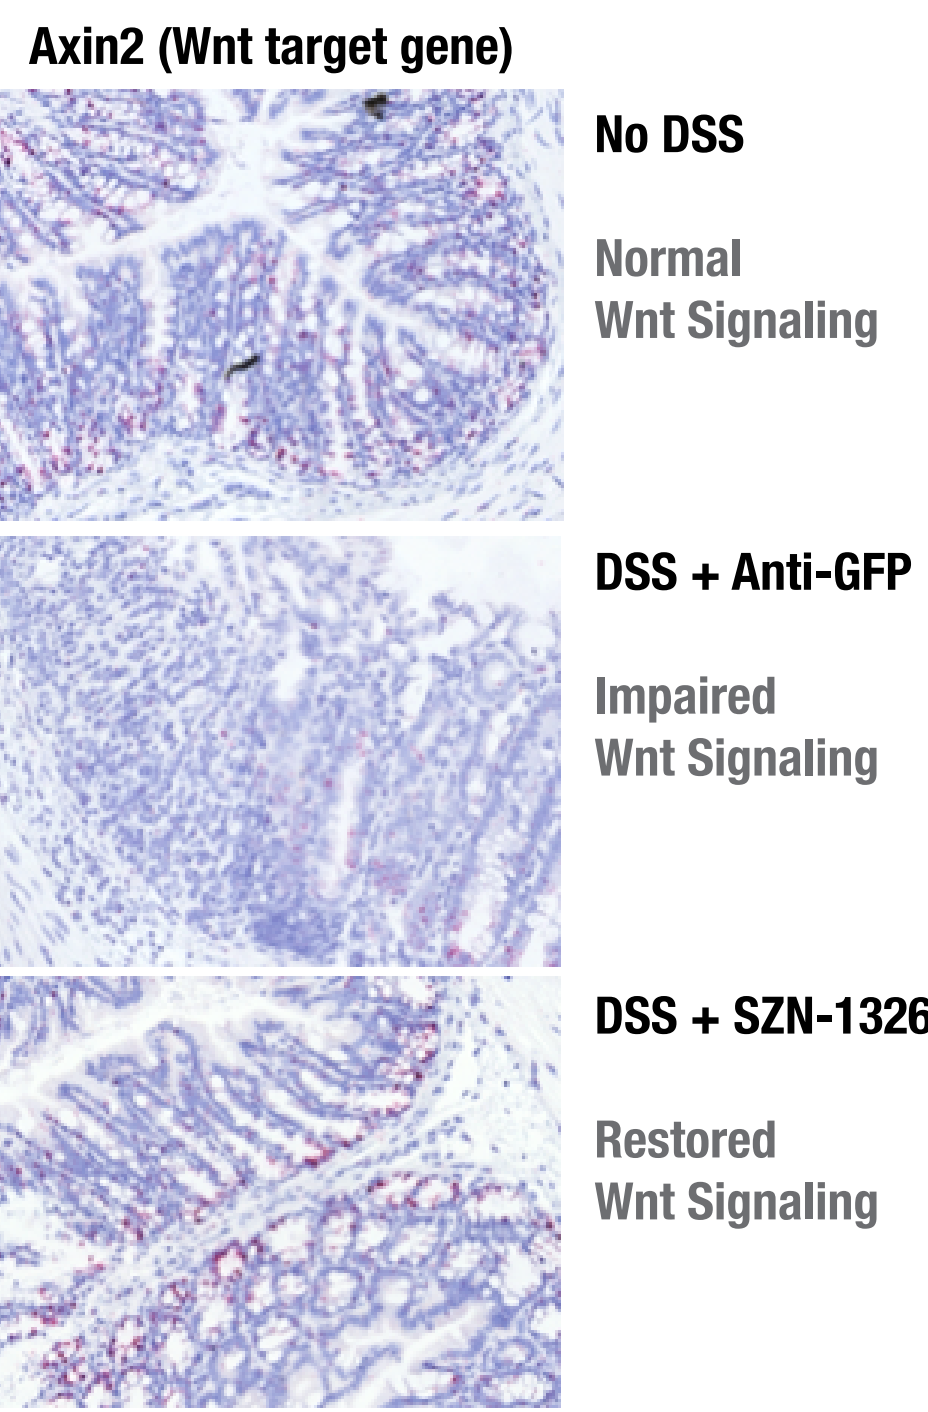 Axin2 (Wnt target gene)
No DSS
Normal
Wnt Signaling
DSS + Anti-GFP
Impaired
Wnt Signaling
DSS + SZN-1326
Restored
Wnt Signaling